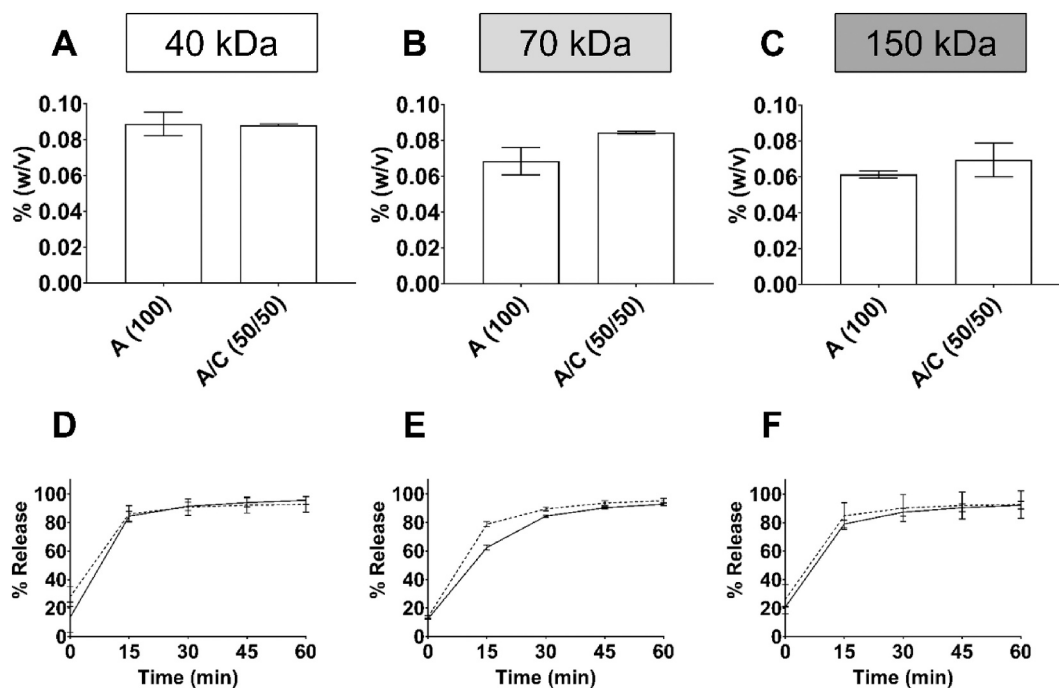 A
40 kDa
B
70 kDa
C
150 kDa
% (w/v)
0.10
0.08
0.06
0.04
0.02
0.00
A (100)
A/C (50/50)
% (w/v)
0.10
0.08
0.06
0.04
0.02
0.00
A (100)
A/C (50/50)
% (w/v)
0.10
0.08
0.06
0.04
0.02
0.00
A (100)
A/C (50/50)
D
% Release
100
80
60
40
20
0
0 15 30 45 60
Time (min)
E
% Release
100
80
60
40
20
0
0 15 30 45 60
Time (min)
F
% Release
100
80
60
40
20
0
0 15 30 45 60
Time (min)